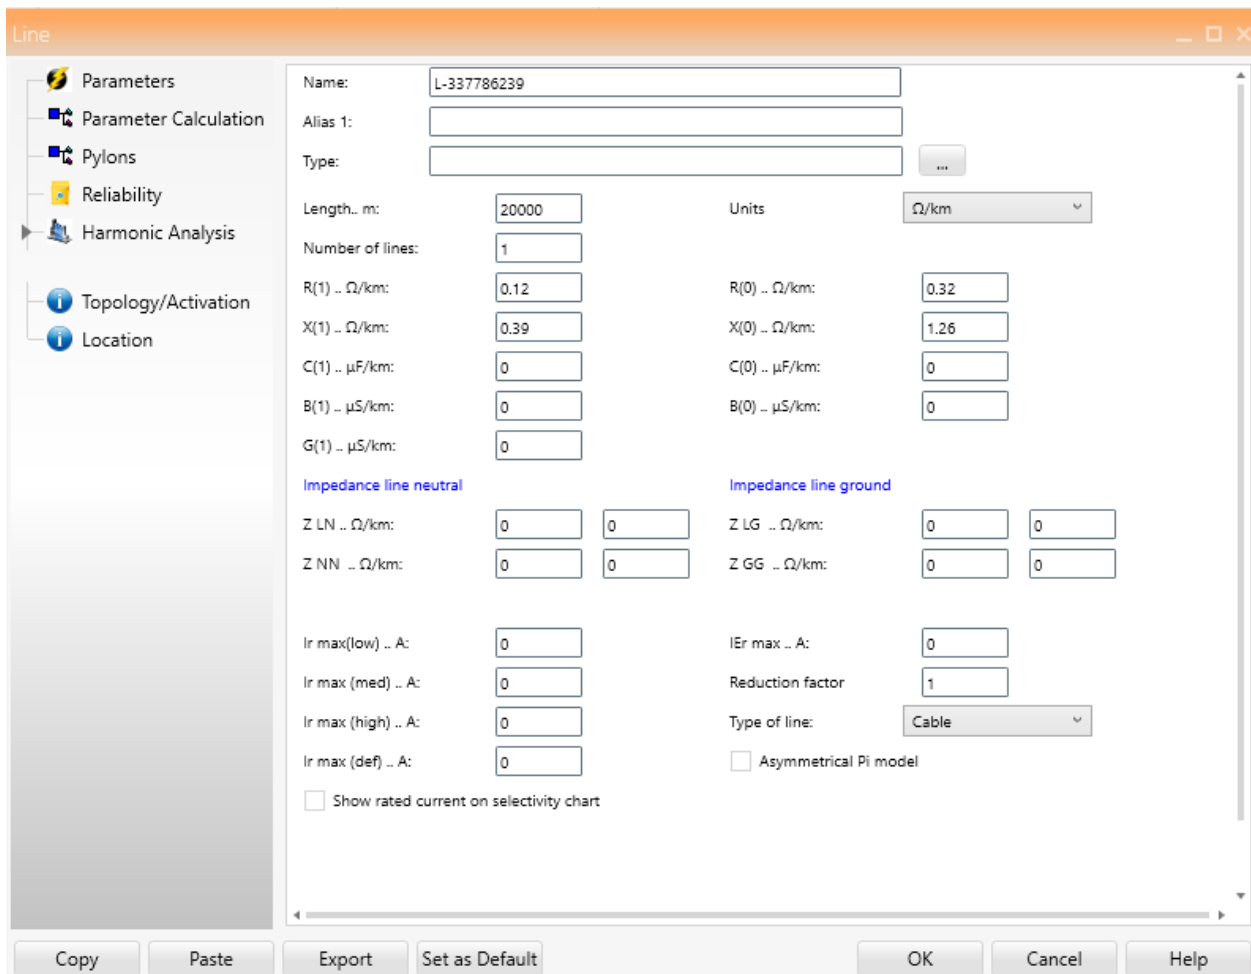 Line
Parameters
Parameter Calculation
Pylons
Reliability
Harmonic Analysis
Topology/Activation
Location
Name: L-337786239
Alias 1:
Type: ...
Length.. m: 20000 Units Ω/km
Number of lines: 1
R(1) .. Ω/km: 0.12 R(0) .. Ω/km: 0.32
X(1) .. Ω/km: 0.39 X(0) .. Ω/km: 1.26
C(1) .. µF/km: 0 C(0) .. µF/km: 0
B(1) .. µS/km: 0 B(0) .. µS/km: 0
G(1) .. µS/km: 0
Impedance line neutral Impedance line ground
Z LN .. Ω/km: 0 0 Z LG .. Ω/km: 0 0
Z NN .. Ω/km: 0 0 Z GG .. Ω/km: 0 0
Ir max(low) .. A: 0 IEr max .. A: 0
Ir max (med) .. A: 0 Reduction factor 1
Ir max (high) .. A: 0 Type of line: Cable
Ir max (def) .. A: 0 Asymmetrical Pi model
Show rated current on selectivity chart
Copy Paste Export Set as Default OK Cancel Help